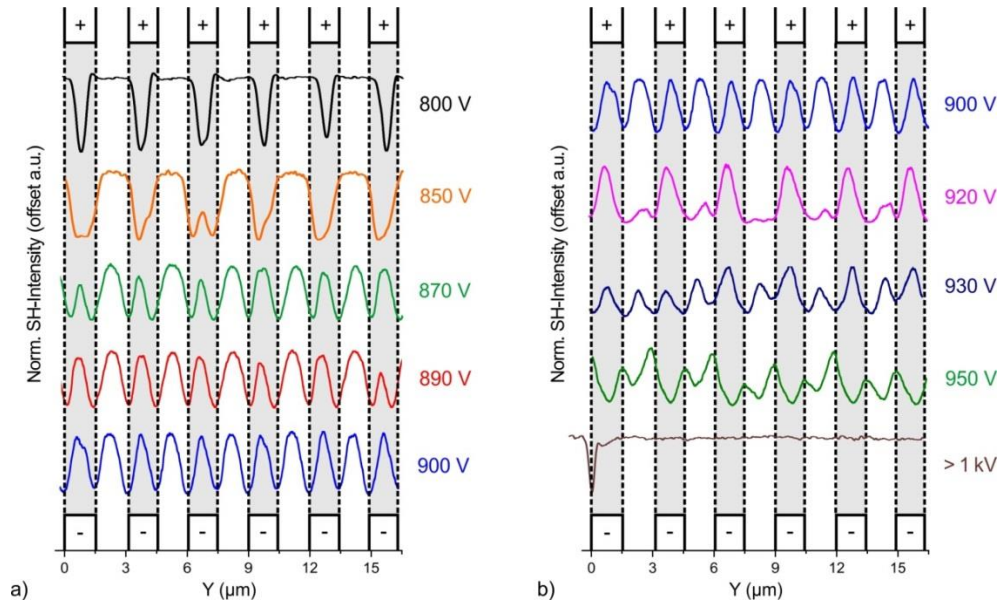 + + + + + +
800 V
850 V
870 V
890 V
900 V
- - - - - -
0 3 6 9 12 15
Y (µm)
Norm. SH-Intensity (offset a.u.)
a)
+ + + + + +
900 V
920 V
930 V
950 V
> 1 kV
- - - - - -
0 3 6 9 12 15
Y (µm)
Norm. SH-Intensity (offset a.u.)
b)